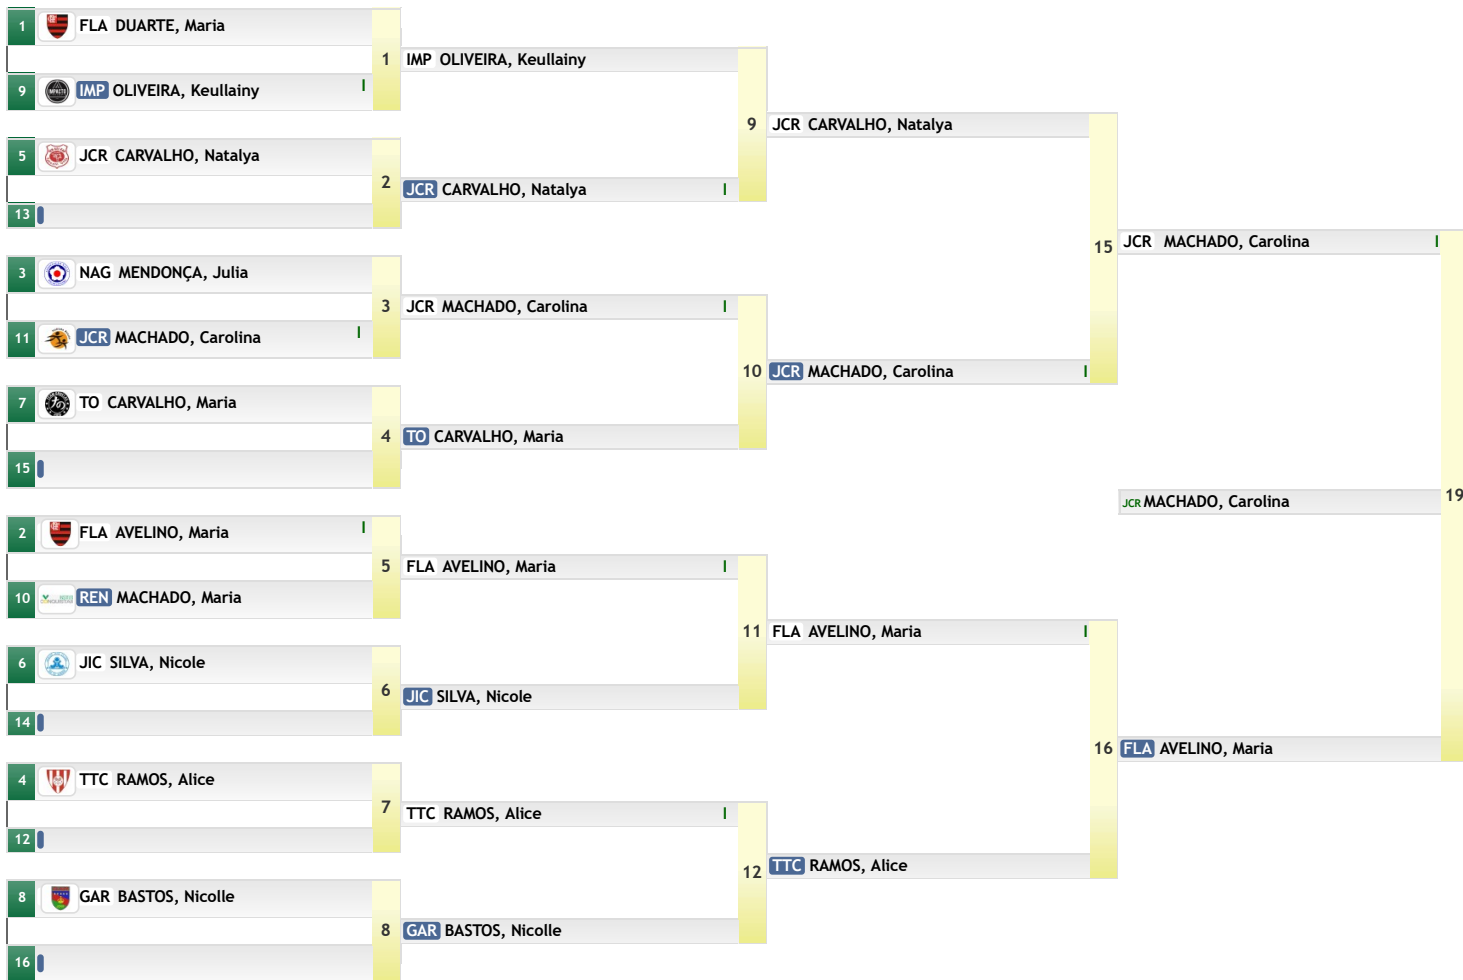 1 FLA DUARTE, Maria
1 IMP OLIVEIRA, Keullainy
9 IMPACTO IMP OLIVEIRA, Keullainy I
9 JCR CARVALHO, Natalya
5 JCR CARVALHO, Natalya
2 JCR CARVALHO, Natalya I
13
15 JCR MACHADO, Carolina I
3 NAG MENDONÇA, Julia
3 JCR MACHADO, Carolina I
11 JCR MACHADO, Carolina I
10 JCR MACHADO, Carolina I
7 TO CARVALHO, Maria
4 TO CARVALHO, Maria
15
JCR MACHADO, Carolina 19
2 FLA AVELINO, Maria I
5 FLA AVELINO, Maria I
10 REN MACHADO, Maria
11 FLA AVELINO, Maria I
6 JIC SILVA, Nicole
6 JIC SILVA, Nicole
14
16 FLA AVELINO, Maria
4 TTC RAMOS, Alice
7 TTC RAMOS, Alice I
12
12 TTC RAMOS, Alice
8 GAR BASTOS, Nicolle
8 GAR BASTOS, Nicolle
16